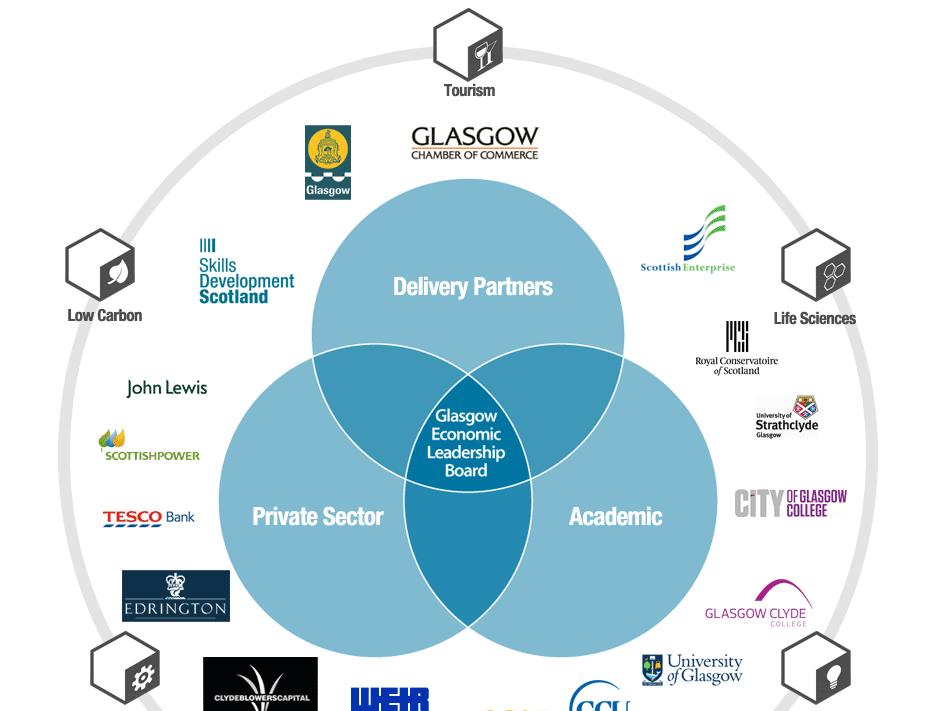 Tourism
GLASGOW
CHAMBER OF COMMERCE
Glasgow
Scottish Enterprise
Skills
Development
Scotland
Delivery Partners
Low Carbon
Life Sciences
Royal Conservatoire
of Scotland
John Lewis
University of
Strathclyde
Glasgow
Glasgow
Economic
Leadership
Board
SCOTTISHPOWER
CiTY OF GLASGOW
COLLEGE
TESCO Bank
Private Sector
Academic
EDRINGTON
GLASGOW CLYDE
COLLEGE
University
of Glasgow
CLYDEBLOWERSCAPITAL
WEIR